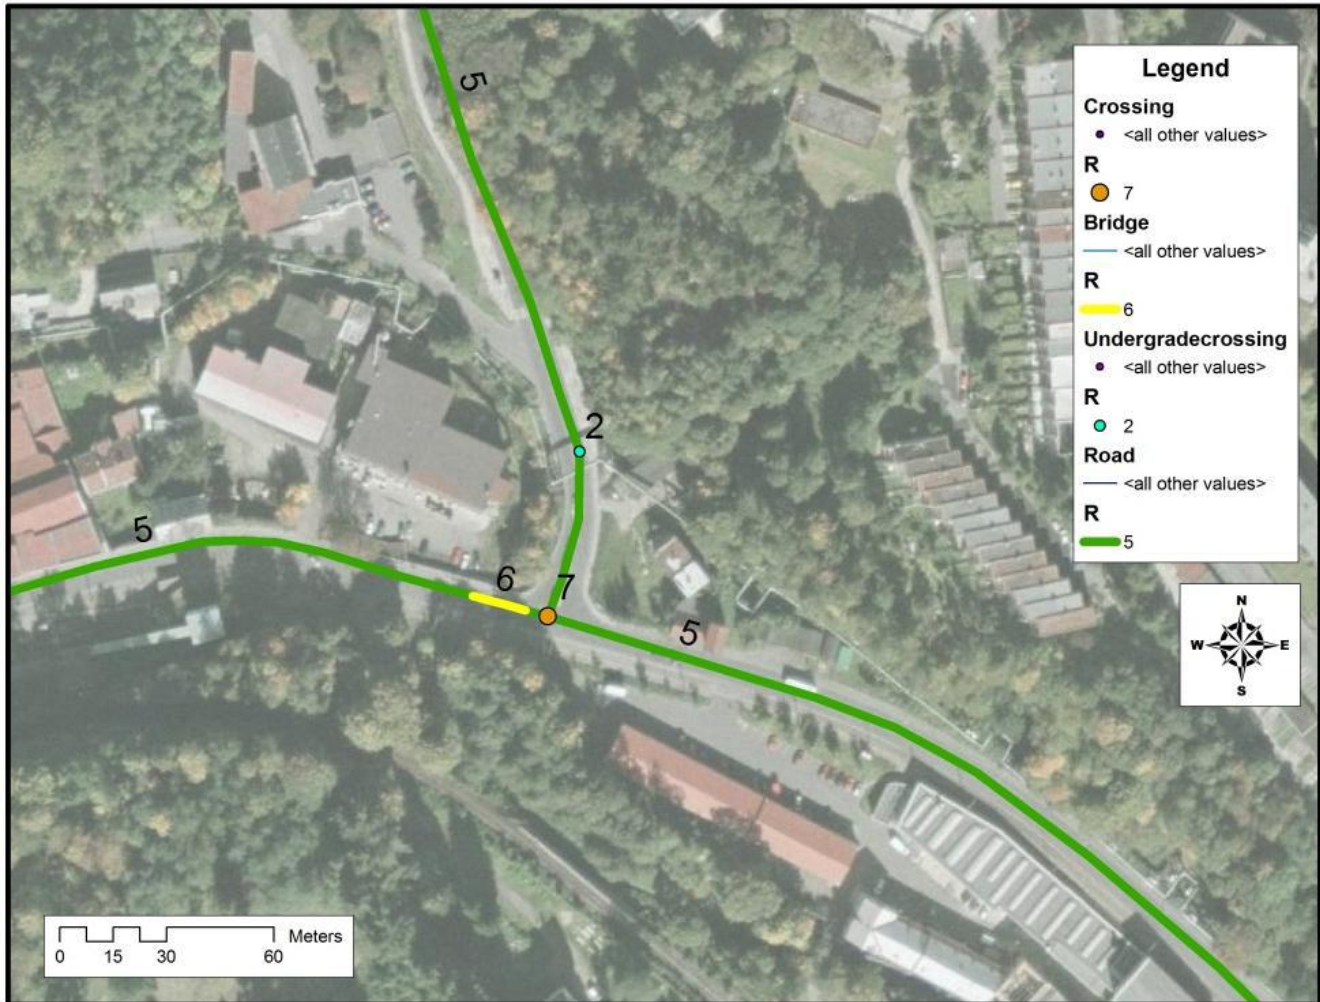 5
2
5
6
7
5
Legend
Crossing
<all other values>
R
7
Bridge
<all other values>
R
6
Undergradecrossing
<all other values>
R
2
Road
<all other values>
R
5
N
W E
S
0 15 30 60 Meters